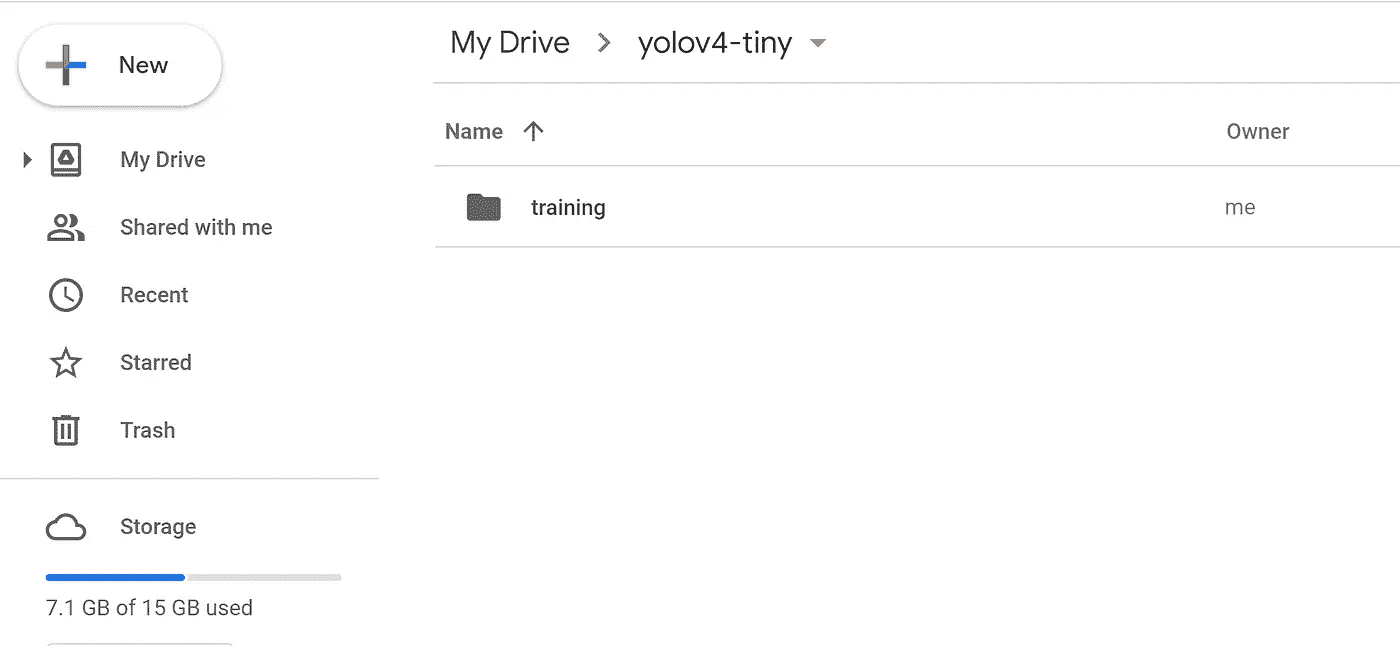 New
My Drive
Shared with me
Recent
Starred
Trash
Storage
7.1 GB of 15 GB used
My Drive > yolov4-tiny
Name Owner
training me